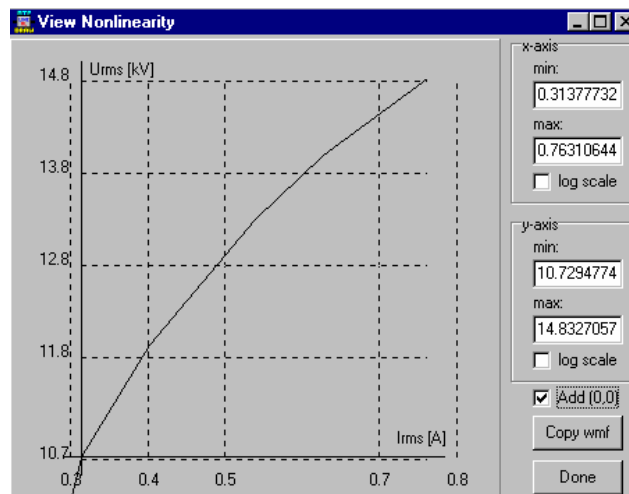 View Nonlinearity
Urms [kV]
14.8
13.8
12.8
11.8
10.7
Irms [A]
0.3
0.4
0.5
0.7
0.8
x-axis
min:
0.31377732
max:
0.76310644
log scale
y-axis
min:
10.7294774
max:
14.8327057
log scale
Add (0,0)
Copy wmf
Done